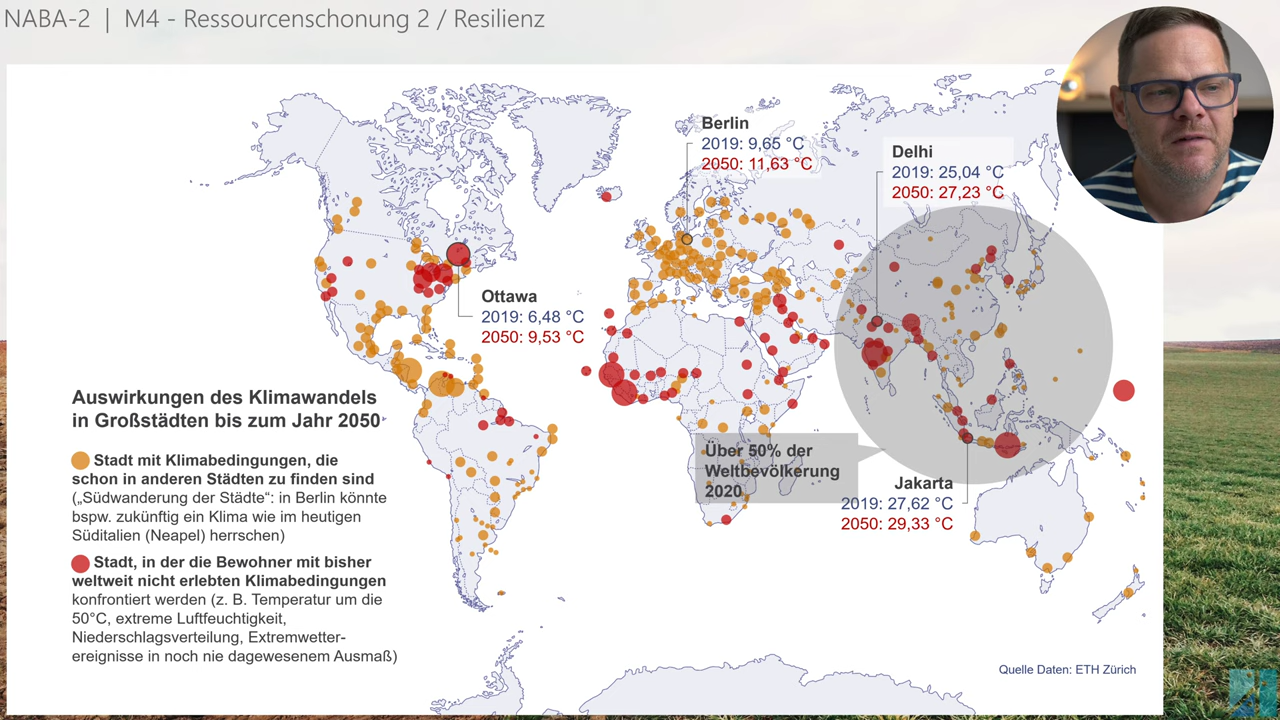 NABA-2 | M4 - Ressourcenschonung 2 / Resilienz
Berlin
2019: 9,65 °C
2050: 11,63 °C
Delhi
2019: 25,04 °C
2050: 27,23 °C
Ottawa
2019: 6,48 °C
2050: 9,53 °C
Auswirkungen des Klimawandels
in Großstädten bis zum Jahr 2050
Stadt mit Klimabedingungen, die
schon in anderen Städten zu finden sind
(„Südwanderung der Städte“: in Berlin könnte
bspw. zukünftig ein Klima wie im heutigen
Süditalien (Neapel) herrschen)
Stadt, in der die Bewohner mit bisher
weltweit nicht erlebten Klimabedingungen
konfrontiert werden (z. B. Temperatur um die
50°C, extreme Luftfeuchtigkeit,
Niederschlagsverteilung, Extremwetter-
ereignisse in noch nie dagewesenem Ausmaß)
Über 50% der
Weltbevölkerung
2020
Jakarta
2019: 27,62 °C
2050: 29,33 °C
Quelle Daten: ETH Zürich